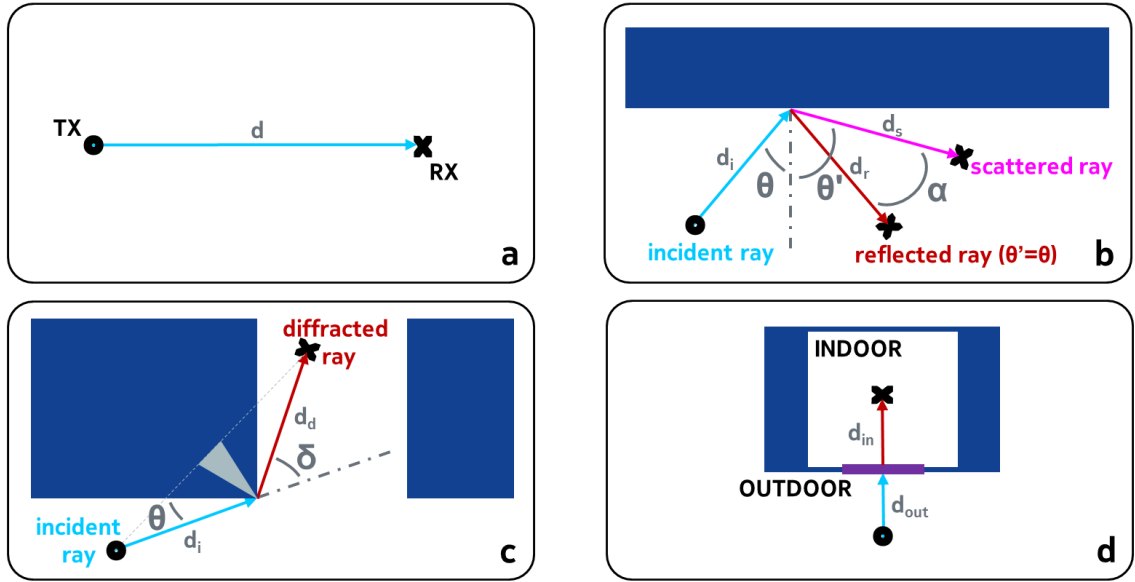 TX
d
RX
a
d_i
θ
θ'
d_r
d_s
α
scattered ray
incident ray
reflected ray (θ'=θ)
b
diffracted
ray
d_d
δ
θ
d_i
incident
ray
c
INDOOR
d_in
OUTDOOR
d_out
d